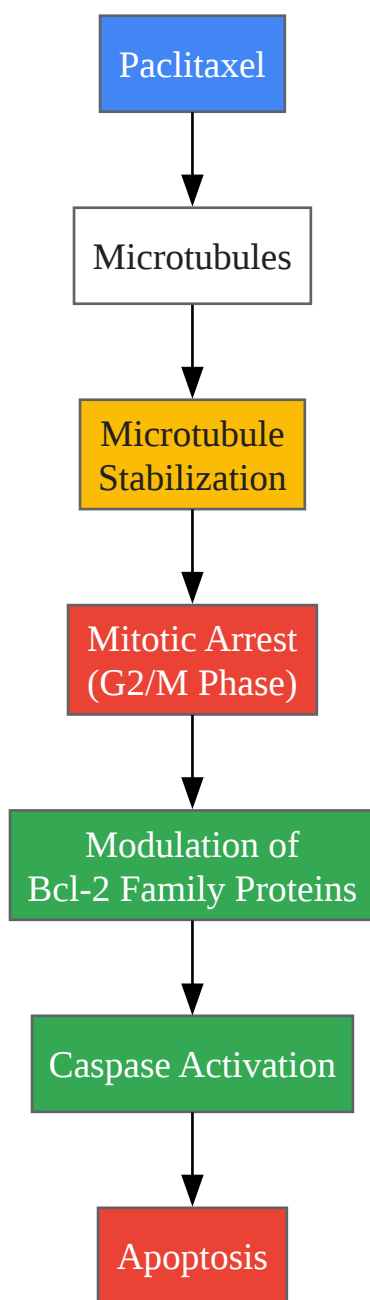 Paclitaxel
Microtubules
Microtubule
Stabilization
Mitotic Arrest
(G2/M Phase)
Modulation of
Bcl-2 Family Proteins
Caspase Activation
Apoptosis